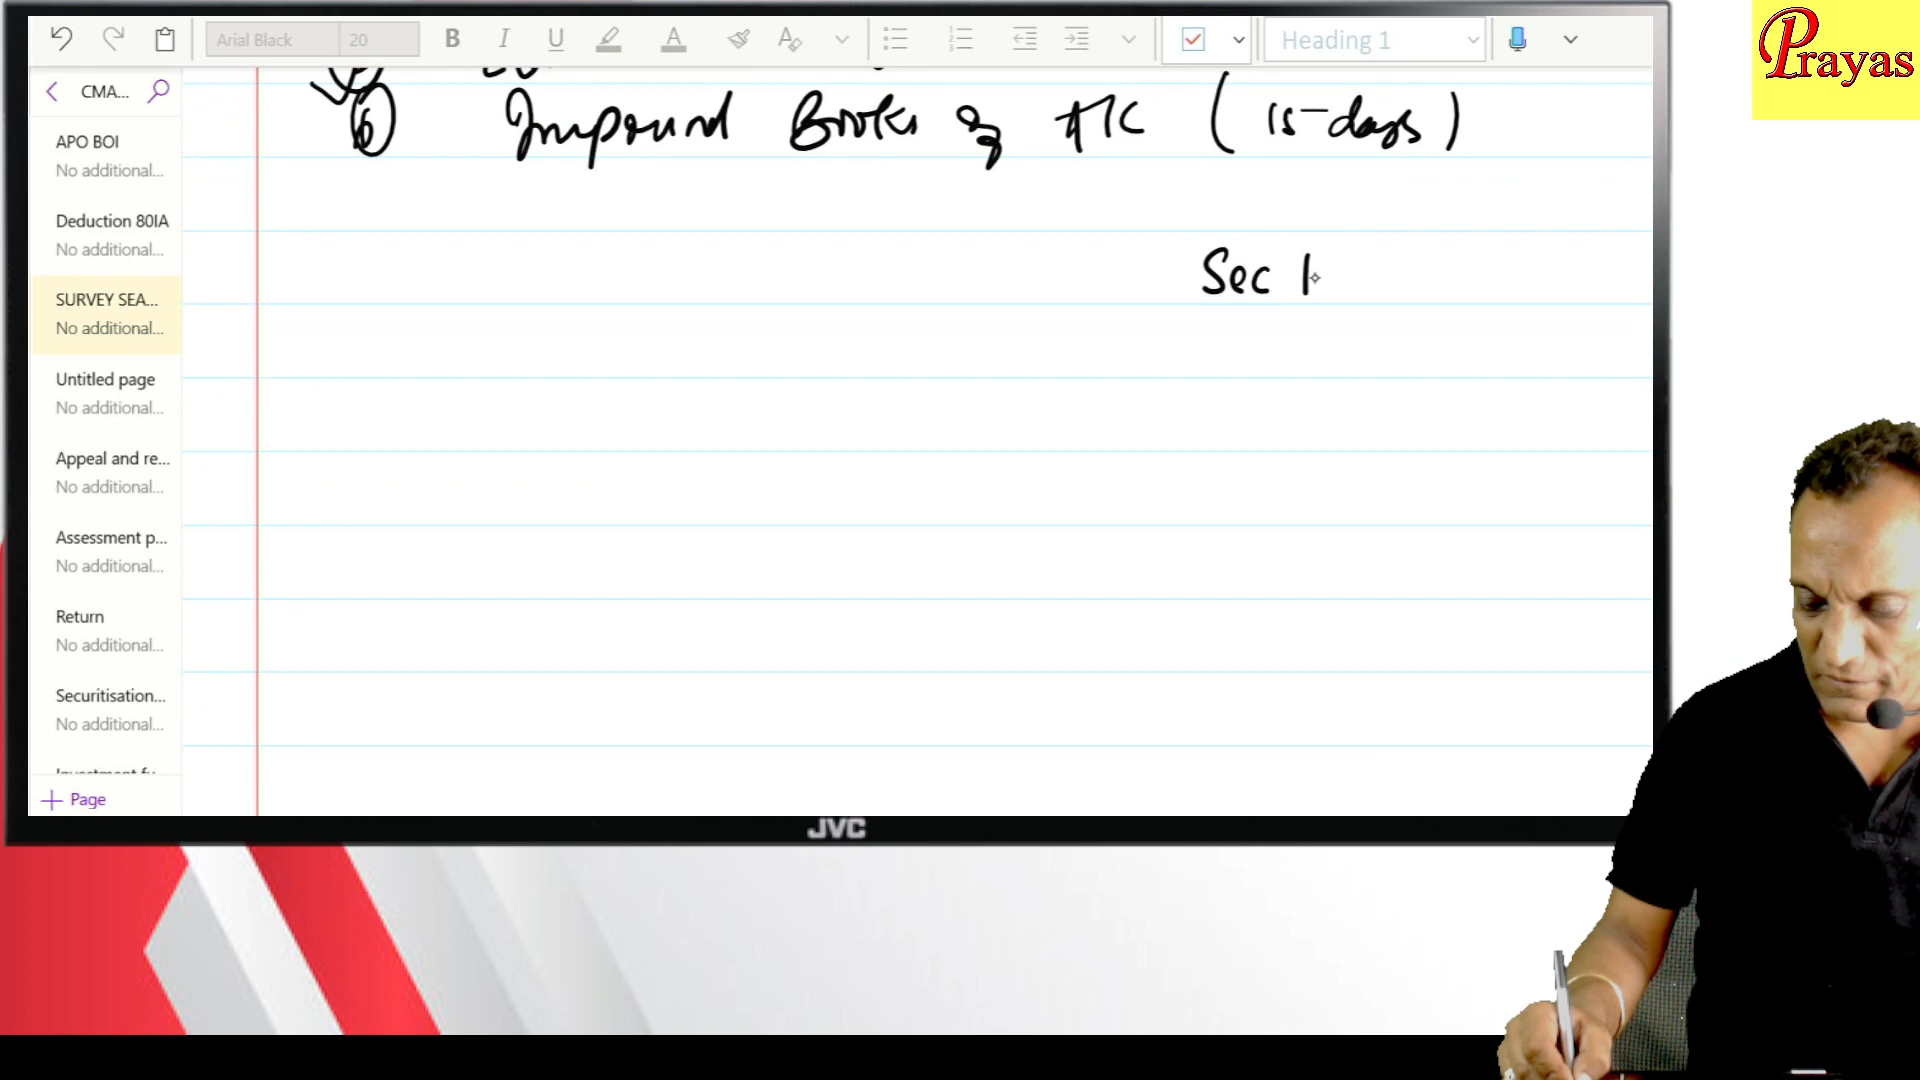 Arial Black 20 B I U A A Heading 1
Prayas
CMA...
APO BOI
No additional...
Deduction 80IA
No additional...
SURVEY SEA...
No additional...
Untitled page
No additional...
Appeal and re...
No additional...
Assessment p...
No additional...
Return
No additional...
Securitisation...
No additional...
Page
6 Impound Books of A/C (15-days)
Sec 1
JVC